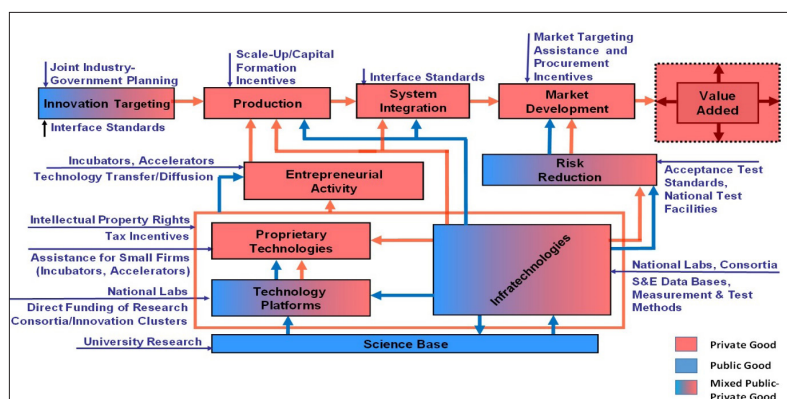 Joint Industry-
Government Planning
Scale-Up/Capital
Formation
Incentives
Interface Standards
Market Targeting
Assistance and
Procurement
Incentives
Innovation Targeting
Production
System
Integration
Market
Development
Value
Added
Interface Standards
Incubators, Accelerators
Technology Transfer/Diffusion
Entrepreneurial
Activity
Risk
Reduction
Acceptance Test
Standards,
National Test
Facilities
Intellectual Property Rights
Tax Incentives
Proprietary
Technologies
Assistance for Small Firms
(Incubators, Accelerators)
Infratechnologies
National Labs, Consortia
S&E Data Bases,
Measurement & Test
Methods
National Labs
Direct Funding of Research
Consortia/Innovation Clusters
Technology
Platforms
University Research
Science Base
Private Good
Public Good
Mixed Public-
Private Good